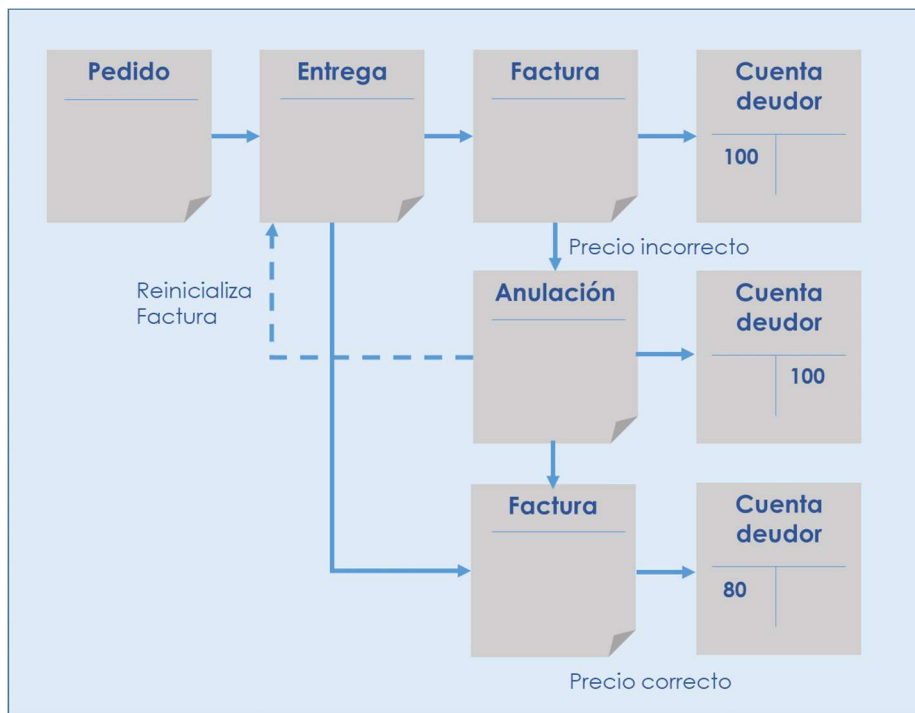 Pedido
Entrega
Factura
Cuenta
deudor
100
Precio incorrecto
Reinicializa
Factura
Anulación
Cuenta
deudor
100
Factura
Cuenta
deudor
80
Precio correcto